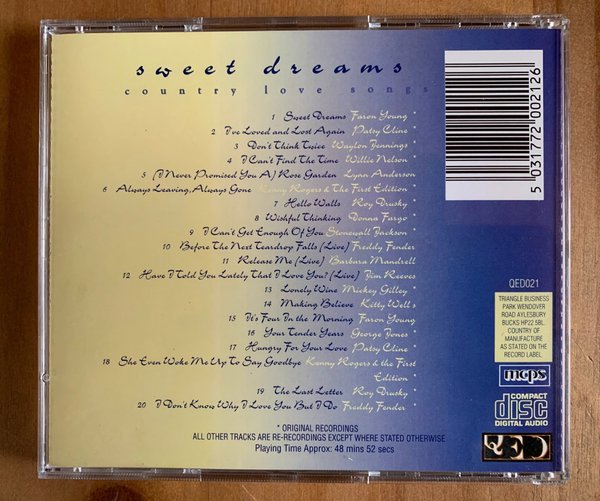 sweet dreams
country love songs
1 Sweet Dreams Faron Young *
2 I've Loved and Lost Again Patsy Cline *
3 Don't Think Twice Waylon Jennings *
4 I Can't Find The Time Willie Nelson *
5 (I Never Promised You A) Rose Garden Lynn Anderson
6 Always Leaving, Always Gone Kenny Rogers & The First Edition *
7 Hello Walls Roy Drusky *
8 Wishful Thinking Donna Fargo *
9 I Can't Get Enough Of You Stonewall Jackson *
10 Before The Next Teardrop Falls (Live) Freddy Fender
11 Release Me (Live) Barbara Mandrell
12 Have I Told You Lately That I Love You? (Live) Jim Reeves
13 Lonely Wine Mickey Gilley
14 Making Believe Kitty Wells
15 It's Four In the Morning Faron Young
16 Your Tender Years George Jones *
17 Hungry For Your Love Patsy Cline *
18 She Even Woke Me Up To Say Goodbye Kenny Rogers & the First
Edition *
19 The Last Letter Roy Drusky *
20 I Don't Know Why I Love You But I Do Freddy Fender *
* ORIGINAL RECORDINGS
ALL OTHER TRACKS ARE RE-RECORDINGS EXCEPT WHERE STATED OTHERWISE
Playing Time Approx: 48 mins 52 secs
5 031772 002126
QED021
TRIANGLE BUSINESS
PARK WENDOVER
ROAD AYLESBURY
BUCKS HP22 5BL.
COUNTRY OF
MANUFACTURE
AS STATED ON THE
RECORD LABEL
mcps
COMPACT
disc
DIGITAL AUDIO
QED